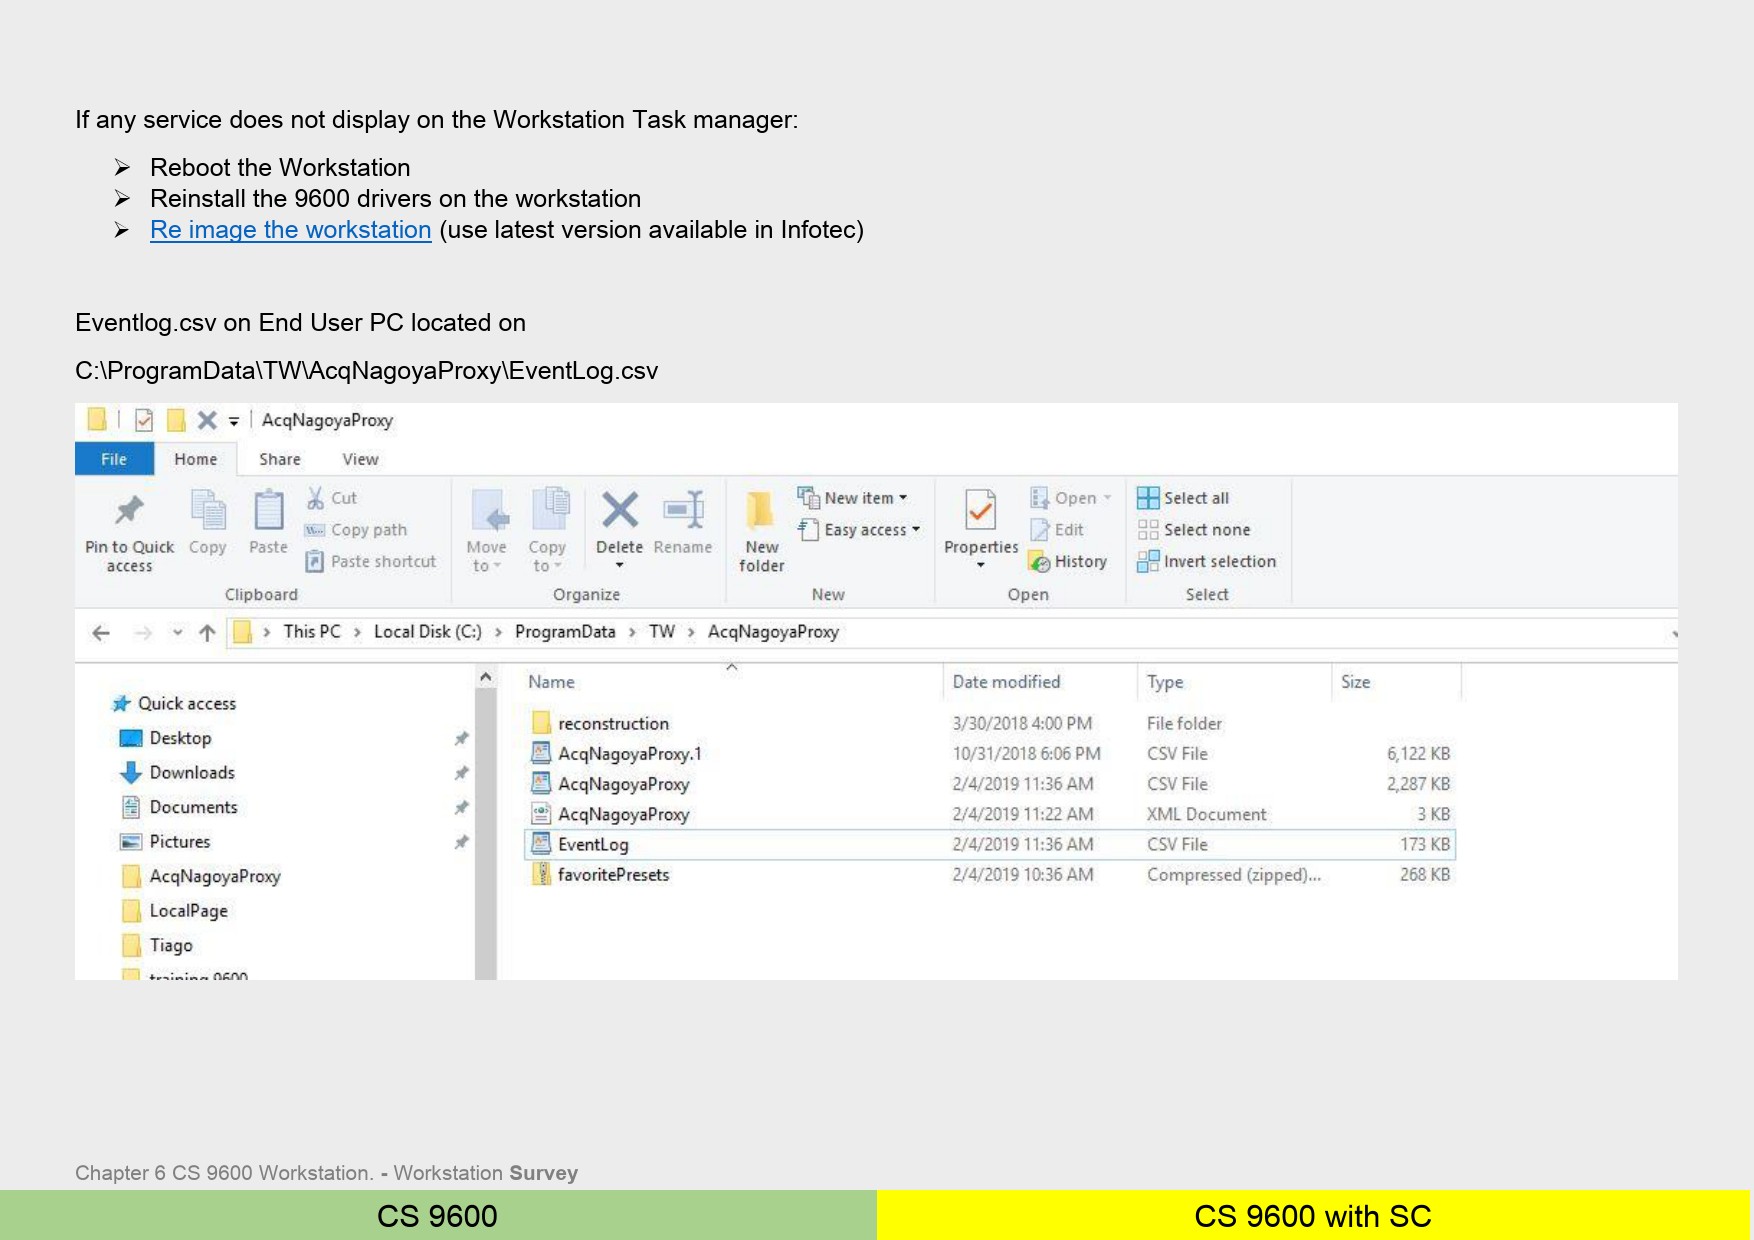 If any service does not display on the Workstation Task manager:
➢ Reboot the Workstation
➢ Reinstall the 9600 drivers on the workstation
➢ Re image the workstation (use latest version available in Infotec)
Eventlog.csv on End User PC located on
C:\ProgramData\TW\AcqNagoyaProxy\EventLog.csv
AcqNagoyaProxy
File Home Share View
Pin to Quick access
Copy
Paste
Cut
Copy path
Paste shortcut
Clipboard
Move to
Copy to
Delete
Rename
Organize
New folder
New item
Easy access
New
Properties
Open
Edit
History
Open
Select all
Select none
Invert selection
Select
This PC > Local Disk (C:) > ProgramData > TW > AcqNagoyaProxy
Quick access
Desktop
Downloads
Documents
Pictures
AcqNagoyaProxy
LocalPage
Tiago
training 9600
Name Date modified Type Size
reconstruction 3/30/2018 4:00 PM File folder
AcqNagoyaProxy.1 10/31/2018 6:06 PM CSV File 6,122 KB
AcqNagoyaProxy 2/4/2019 11:36 AM CSV File 2,287 KB
AcqNagoyaProxy 2/4/2019 11:22 AM XML Document 3 KB
EventLog 2/4/2019 11:36 AM CSV File 173 KB
favoritePresets 2/4/2019 10:36 AM Compressed (zipped)... 268 KB
Chapter 6 CS 9600 Workstation. - Workstation Survey
CS 9600
CS 9600 with SC